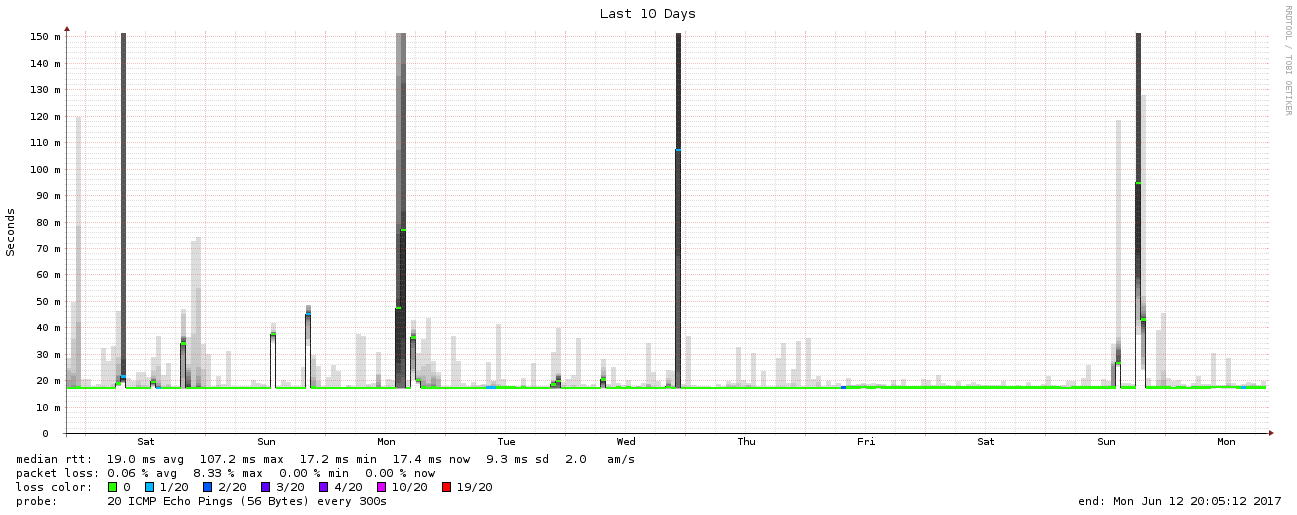 Last 10 Days
RRDTOOL / TOBI OETIKER
Seconds
150 m
140 m
130 m
120 m
110 m
100 m
90 m
80 m
70 m
60 m
50 m
40 m
30 m
20 m
10 m
0
Sat Sun Mon Tue Wed Thu Fri Sat Sun Mon
median rtt: 19.0 ms avg 107.2 ms max 17.2 ms min 17.4 ms now 9.3 ms sd 2.0 am/s
packet loss: 0.06 % avg 8.33 % max 0.00 % min 0.00 % now
loss color: 0 1/20 2/20 3/20 4/20 10/20 19/20
probe: 20 ICMP Echo Pings (56 Bytes) every 300s end: Mon Jun 12 20:05:12 2017